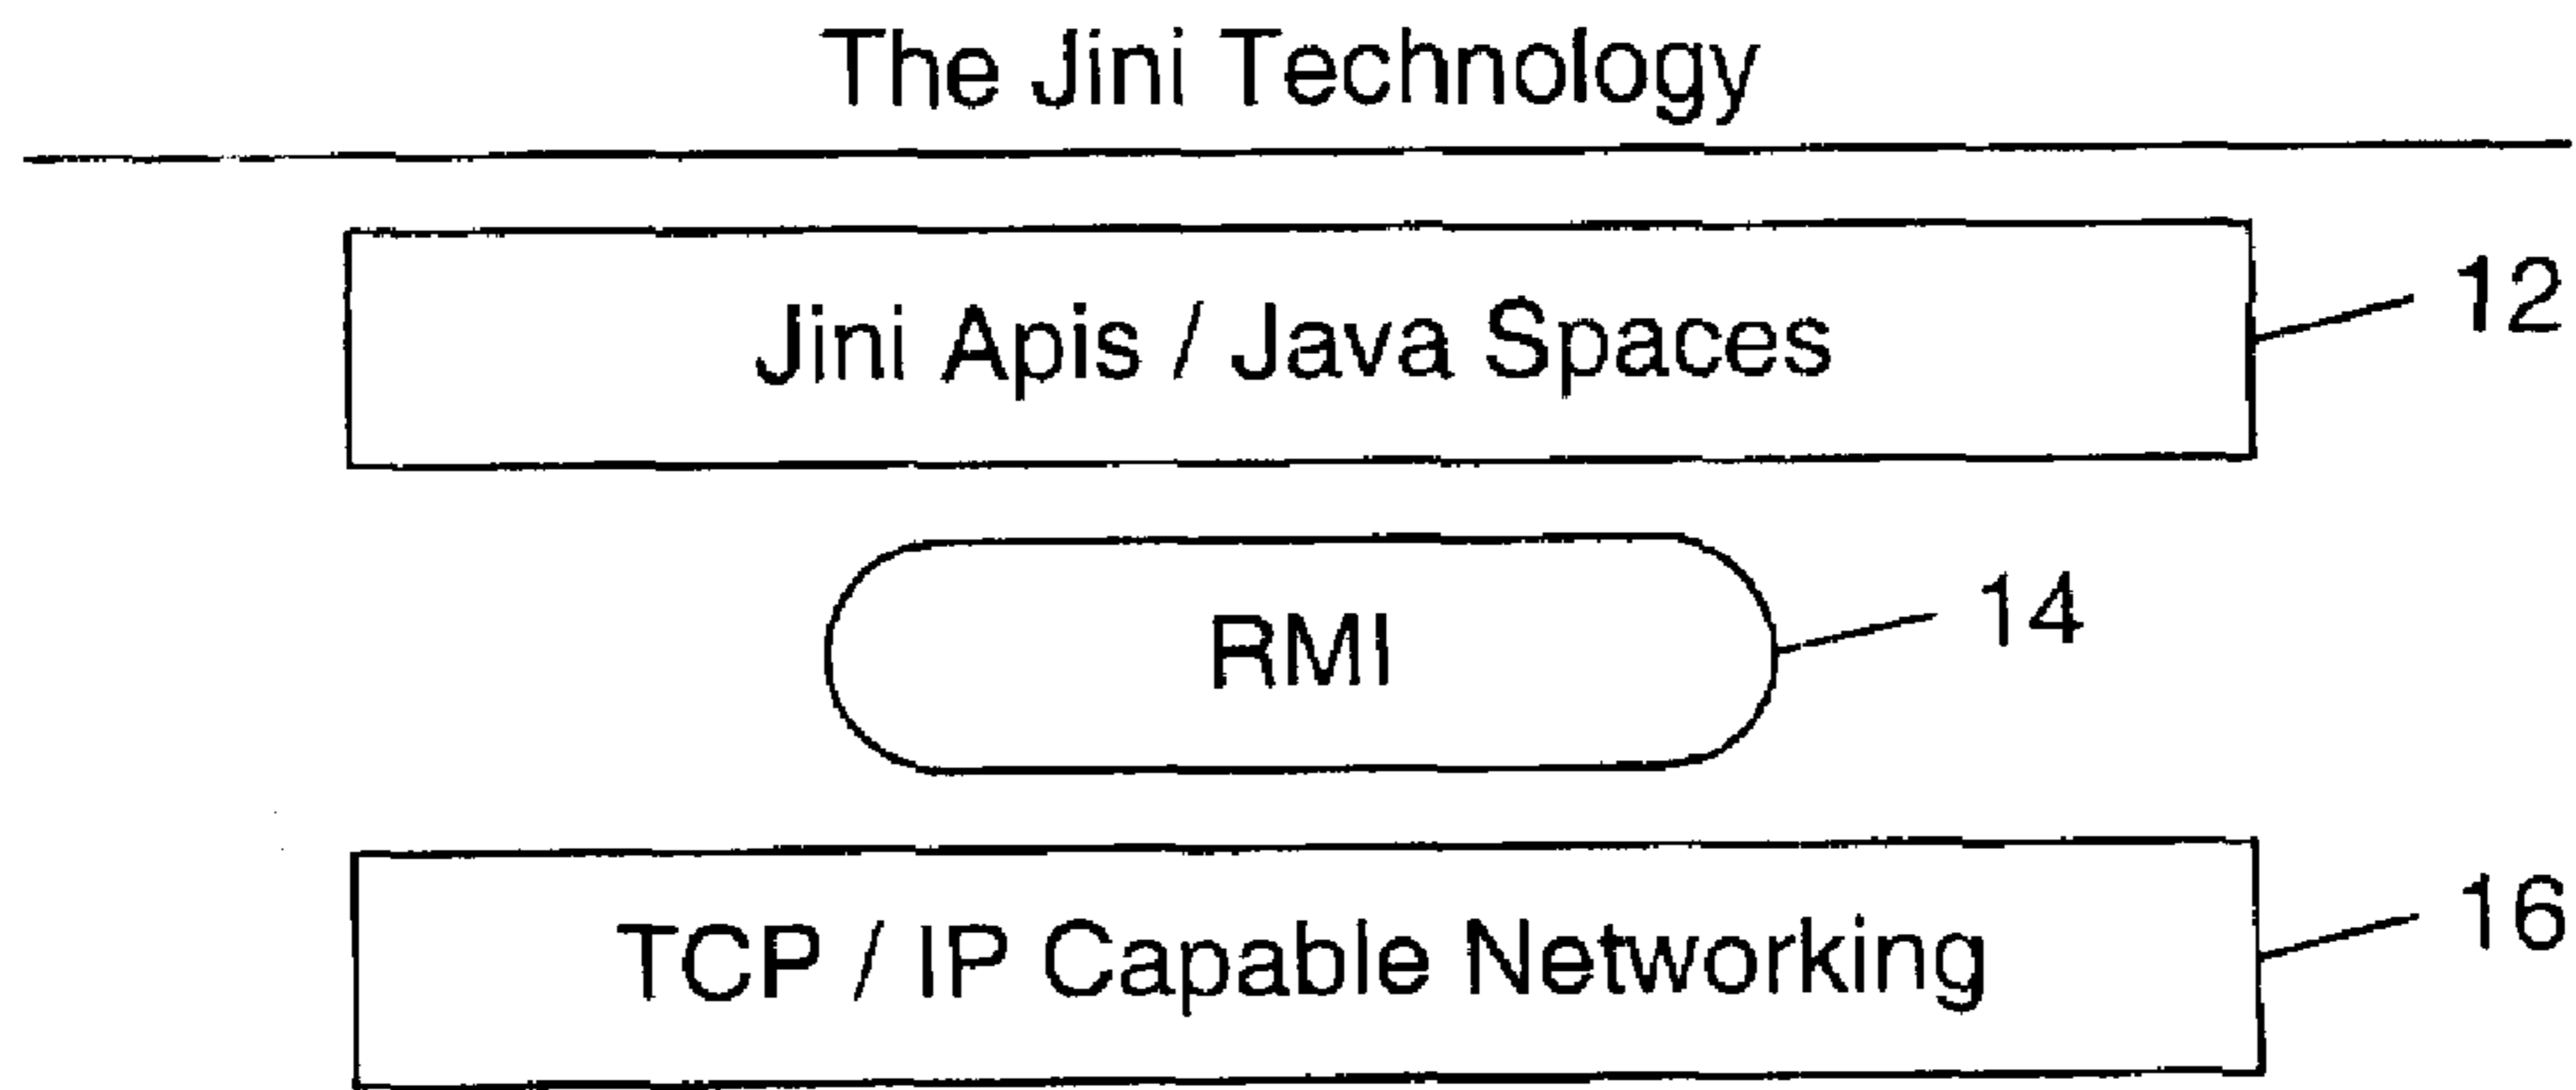 The Jini Technology
Jini Apis / Java Spaces
12
RMI
14
TCP / IP Capable Networking
16